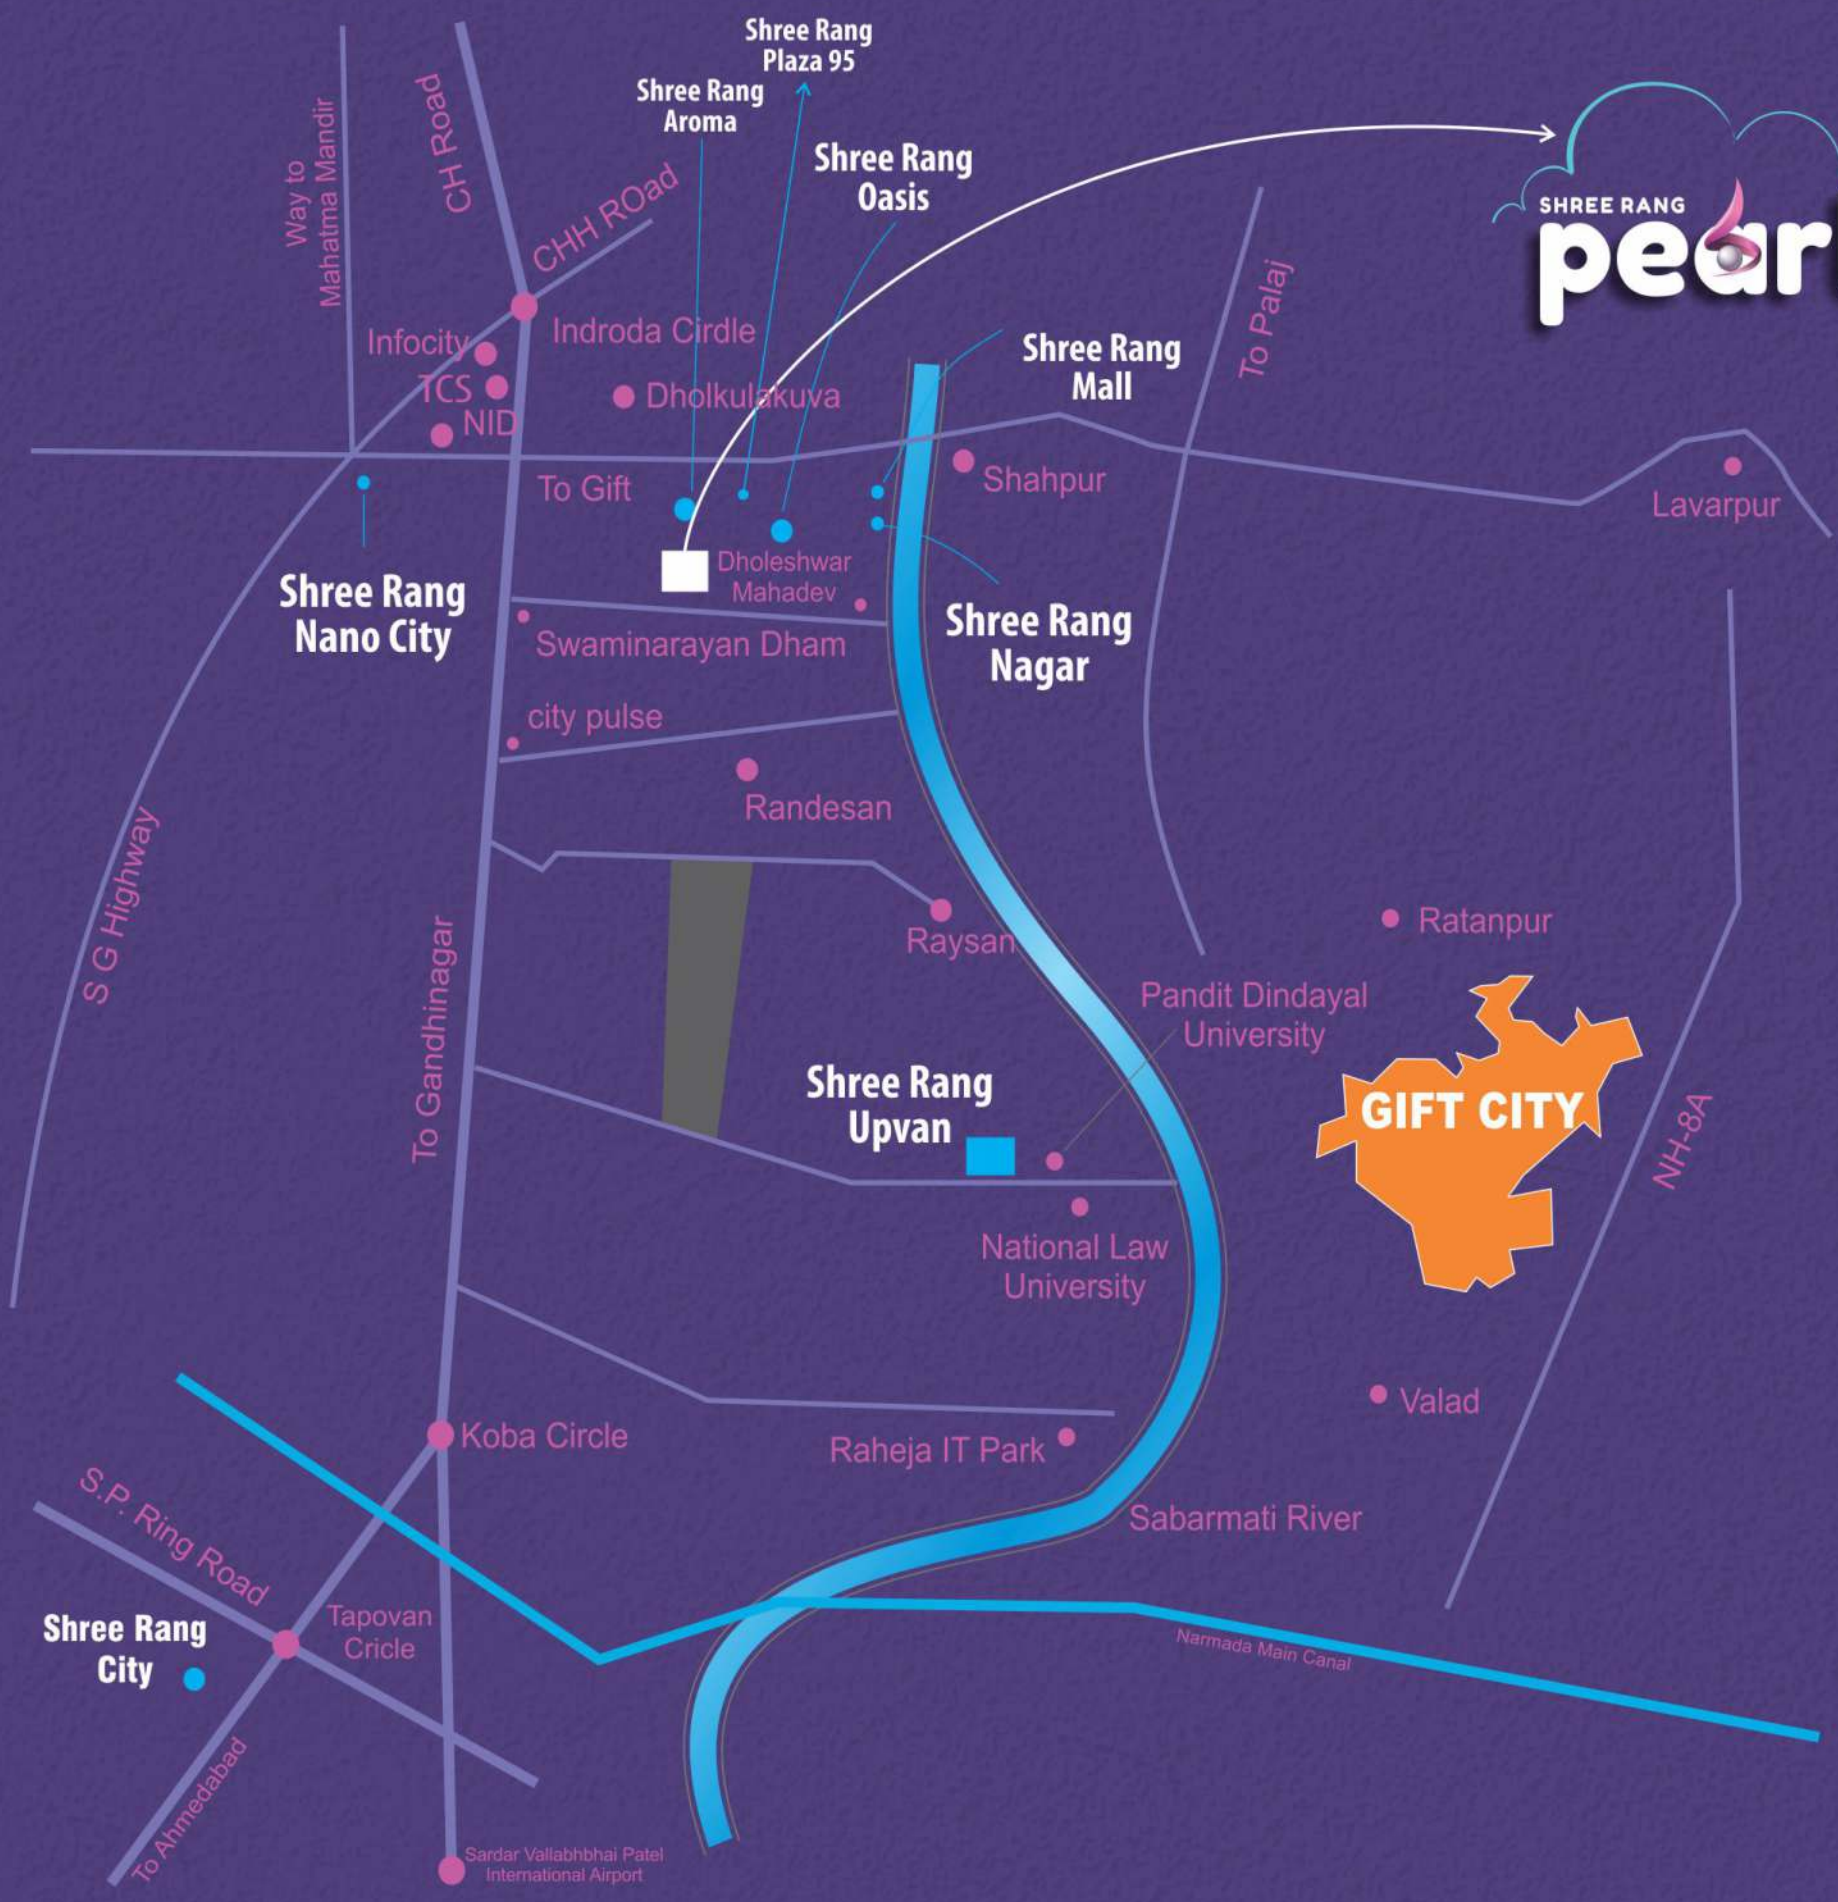 Shree Rang
Plaza 95
Shree Rang
Aroma
Shree Rang
Oasis
SHREE RANG
pearl
Way to
Mahatma Mandir
CH Road
CHH ROad
To Palaj
Infocity
Indroda Cirdle
TCS
Dholkulakuva
NID
Shree Rang
Mall
To Gift
Shahpur
Lavarpur
Shree Rang
Nano City
Dholeshwar
Mahadev
Swaminarayan Dham
Shree Rang
Nagar
city pulse
Randesan
S G Highway
To Gandhinagar
Raysan
Ratanpur
Pandit Dindayal
University
Shree Rang
Upvan
GIFT CITY
NH-8A
National Law
University
Valad
Koba Circle
Raheja IT Park
S.P. Ring Road
Sabarmati River
Shree Rang
City
Tapovan
Cricle
Narmada Main Canal
To Ahmedabad
Sardar Vallabhbhai Patel
International Airport